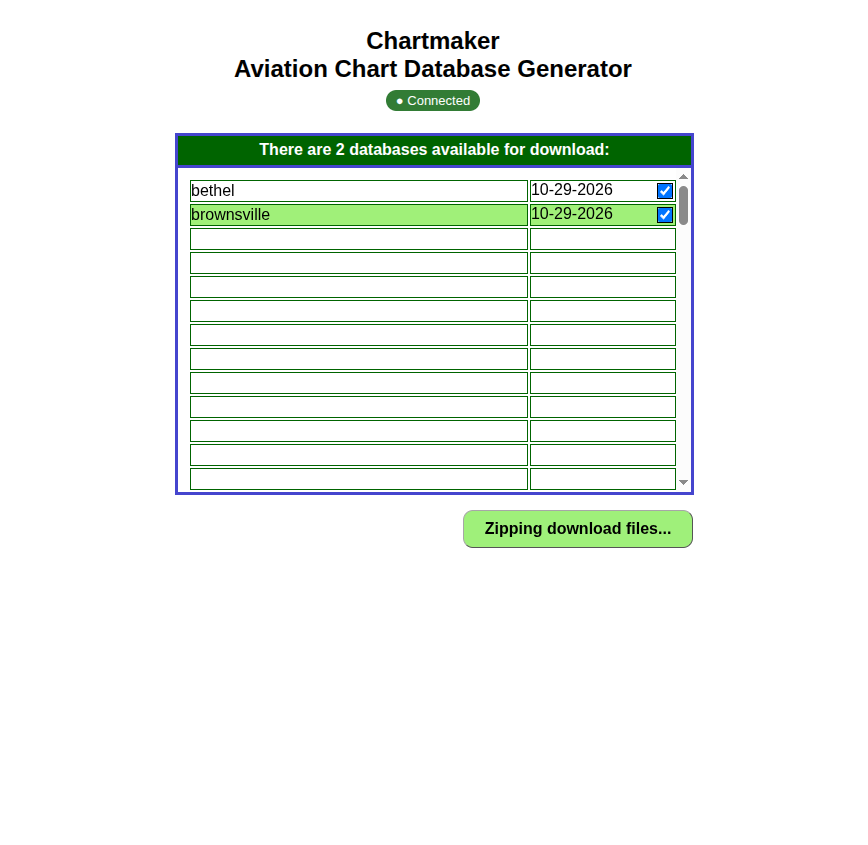 Chartmaker
Aviation Chart Database Generator
● Connected
There are 2 databases available for download:
bethel 10-29-2026
brownsville 10-29-2026
Zipping download files...